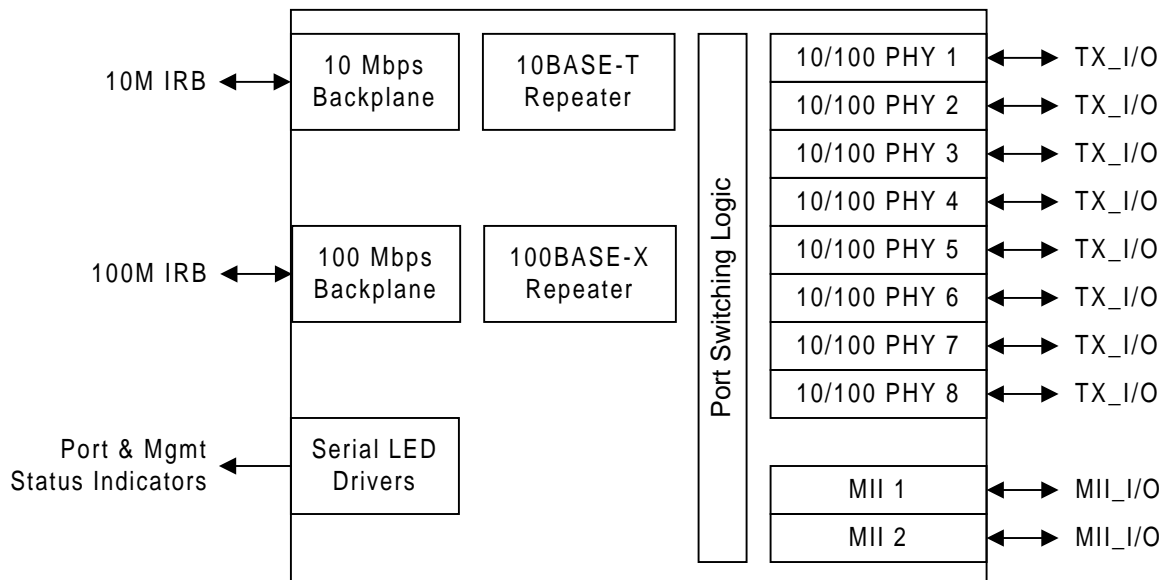 10M IRB
10 Mbps
Backplane
10BASE-T
Repeater
100M IRB
100 Mbps
Backplane
100BASE-X
Repeater
Port & Mgmt
Status Indicators
Serial LED
Drivers
Port Switching Logic
10/100 PHY 1
TX_I/O
10/100 PHY 2
TX_I/O
10/100 PHY 3
TX_I/O
10/100 PHY 4
TX_I/O
10/100 PHY 5
TX_I/O
10/100 PHY 6
TX_I/O
10/100 PHY 7
TX_I/O
10/100 PHY 8
TX_I/O
MII 1
MII_I/O
MII 2
MII_I/O